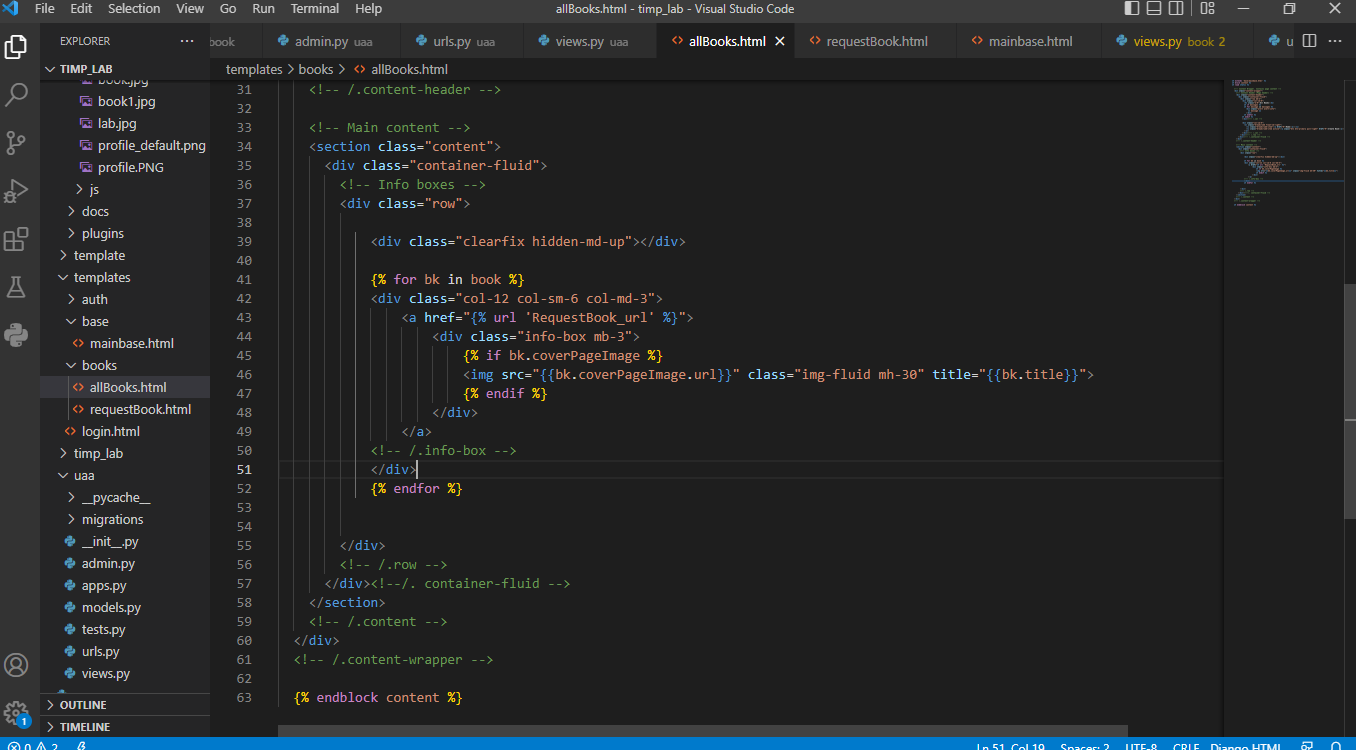 File Edit Selection View Go Run Terminal Help
allBooks.html - timp_lab - Visual Studio Code
EXPLORER ...
book
admin.py uaa
urls.py uaa
views.py uaa
allBooks.html
requestBook.html
mainbase.html
views.py book 2
u
TIMP_LAB
book.jpg
book1.jpg
lab.jpg
profile_default.png
profile.PNG
js
docs
plugins
template
templates
auth
base
mainbase.html
books
allBooks.html
requestBook.html
login.html
timp_lab
uaa
__pycache__
migrations
__init__.py
admin.py
apps.py
models.py
tests.py
urls.py
views.py
OUTLINE
TIMELINE
1
templates > books > allBooks.html
31 <!-- /.content-header -->
32
33 <!-- Main content -->
34 <section class="content">
35 <div class="container-fluid">
36 <!-- Info boxes -->
37 <div class="row">
38
39 <div class="clearfix hidden-md-up"></div>
40
41 {% for bk in book %}
42 <div class="col-12 col-sm-6 col-md-3">
43 <a href="{% url 'RequestBook_url' %}">
44 <div class="info-box mb-3">
45 {% if bk.coverPageImage %}
46 <img src="{{bk.coverPageImage.url}}" class="img-fluid mh-30" title="{{bk.title}}">
47 {% endif %}
48 </div>
49 </a>
50 <!-- /.info-box -->
51 </div>
52 {% endfor %}
53
54
55 </div>
56 <!-- /.row -->
57 </div><!--/. container-fluid -->
58 </section>
59 <!-- /.content -->
60 </div>
61 <!-- /.content-wrapper -->
62
63 {% endblock content %}
0 2
Ln 51, Col 19 Spaces: 2 UTF-8 CRLF Django HTML